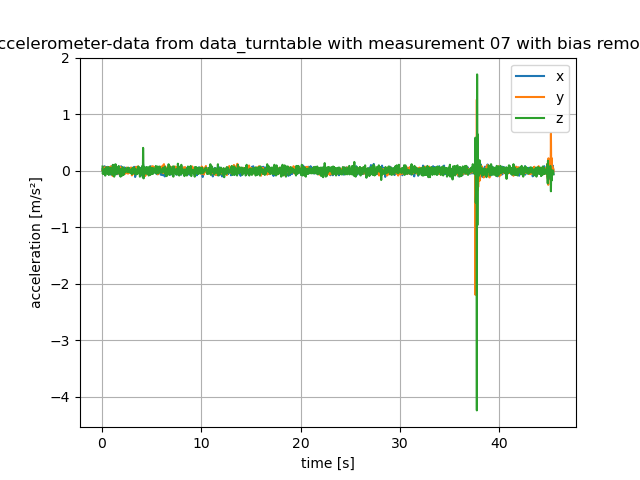 ccelerometer-data from data_turntable with measurement 07 with bias remo
2
1
0
−1
−2
−3
−4
acceleration [m/s²]
x
y
z
0
10
20
30
40
time [s]